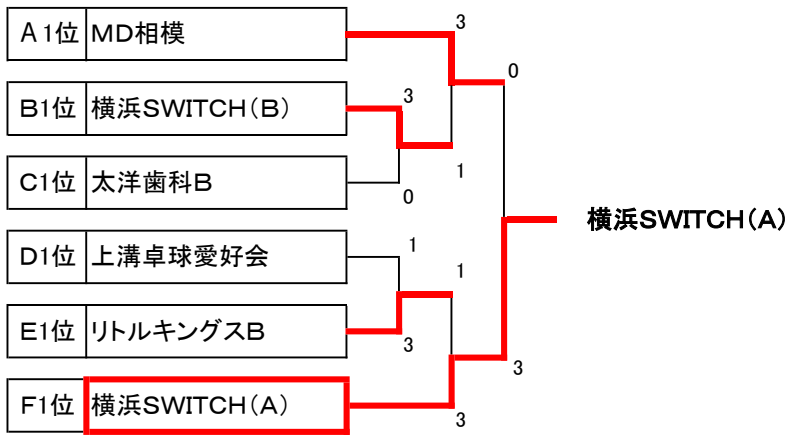 A1位 MD相模
B1位 横浜SWITCH(B)
C1位 太洋歯科B
D1位 上溝卓球愛好会
E1位 リトルキングスB
F1位 横浜SWITCH(A)
3
0
3
1
0
1
1
3
3
3
横浜SWITCH(A)